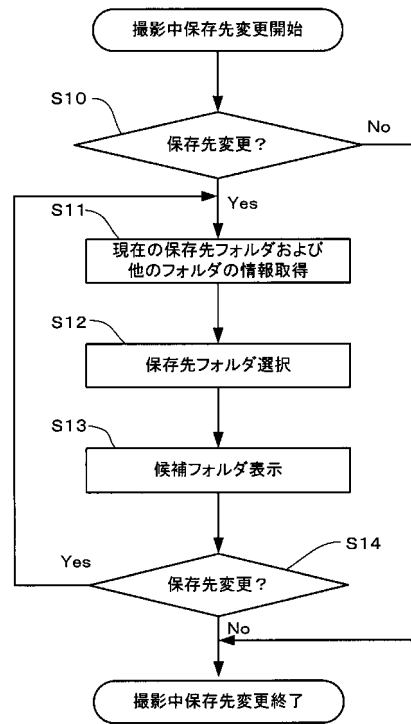 撮影中保存先変更開始
S10
保存先変更？
No
Yes
S11
現在の保存先フォルダおよび
他のフォルダの情報取得
S12
保存先フォルダ選択
S13
候補フォルダ表示
S14
Yes
保存先変更？
No
撮影中保存先変更終了